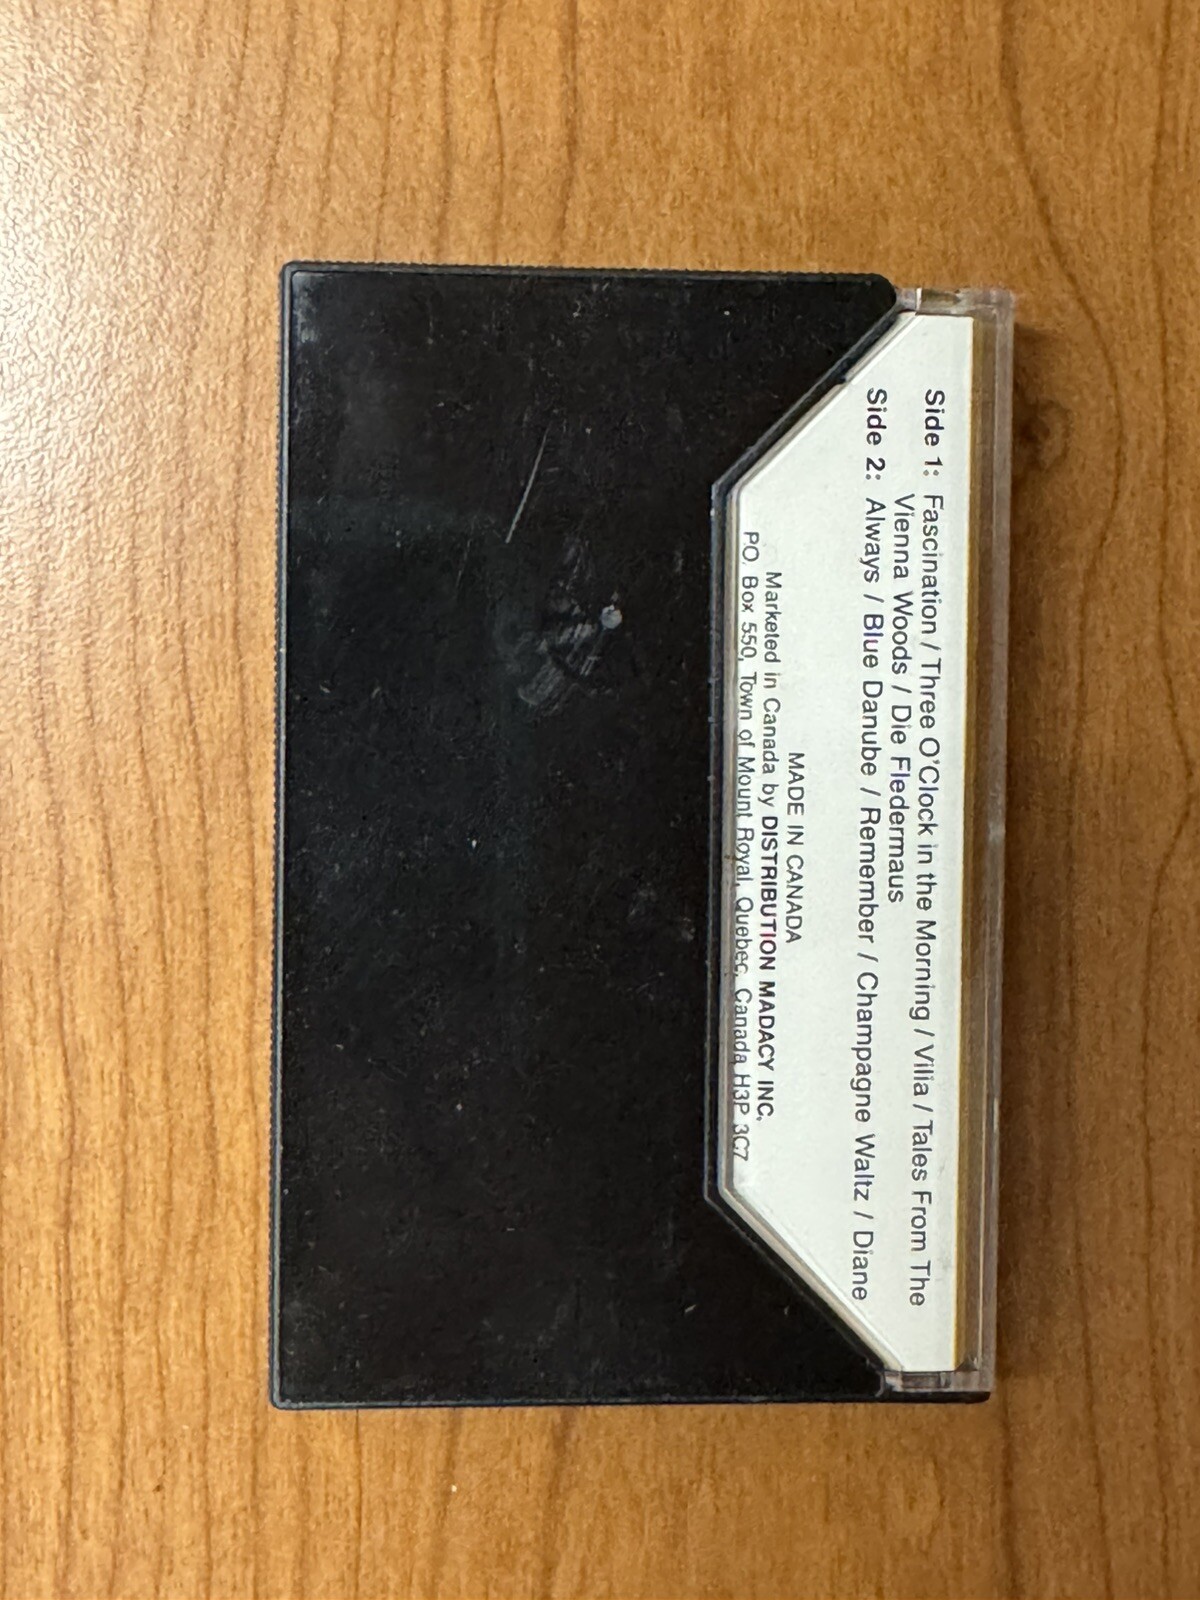 Side 1: Fascination / Three O'Clock in the Morning / Vilia / Tales From The
Vienna Woods / Die Fledermaus
Side 2: Always / Blue Danube / Remember / Champagne Waltz / Diane
MADE IN CANADA
Marketed in Canada by DISTRIBUTION MADACY INC.
PO. Box 550, Town of Mount Royal, Quebec, Canada H3P 3C7